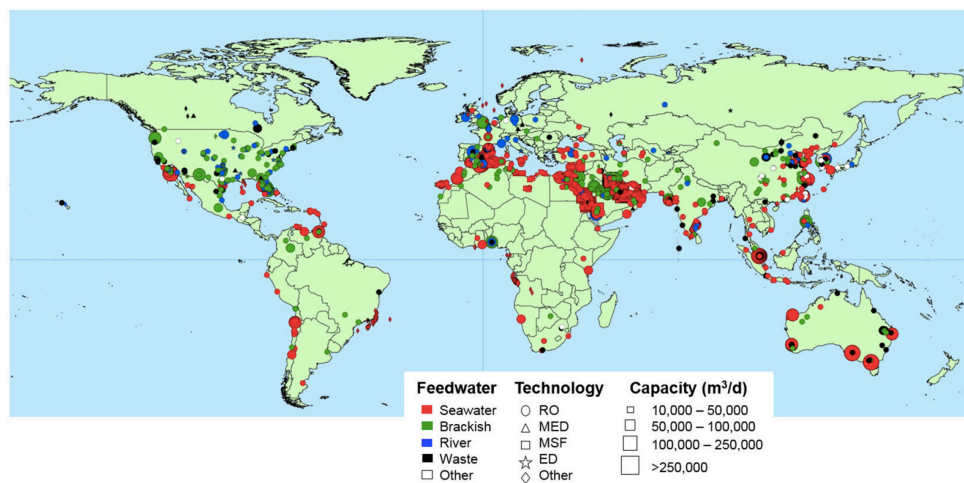 Feedwater Technology Capacity (m³/d)
Seawater RO 10,000 – 50,000
Brackish MED 50,000 – 100,000
River MSF 100,000 – 250,000
Waste ED >250,000
Other Other